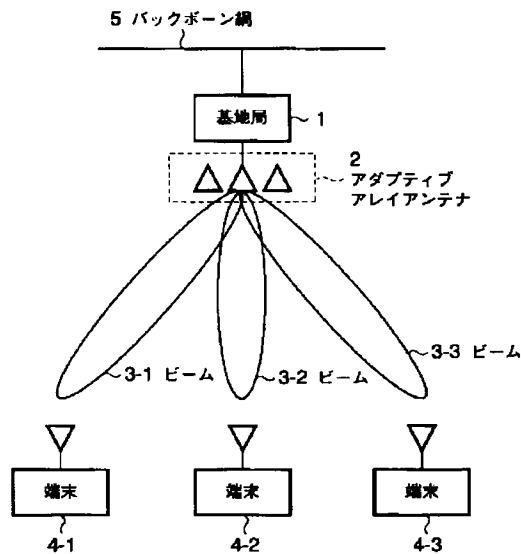 5 バックボーン網
基地局
1
2
アダプティブ
アレイアンテナ
3-3 ビーム
3-1 ビーム
3-2 ビーム
端末
端末
端末
4-1
4-2
4-3